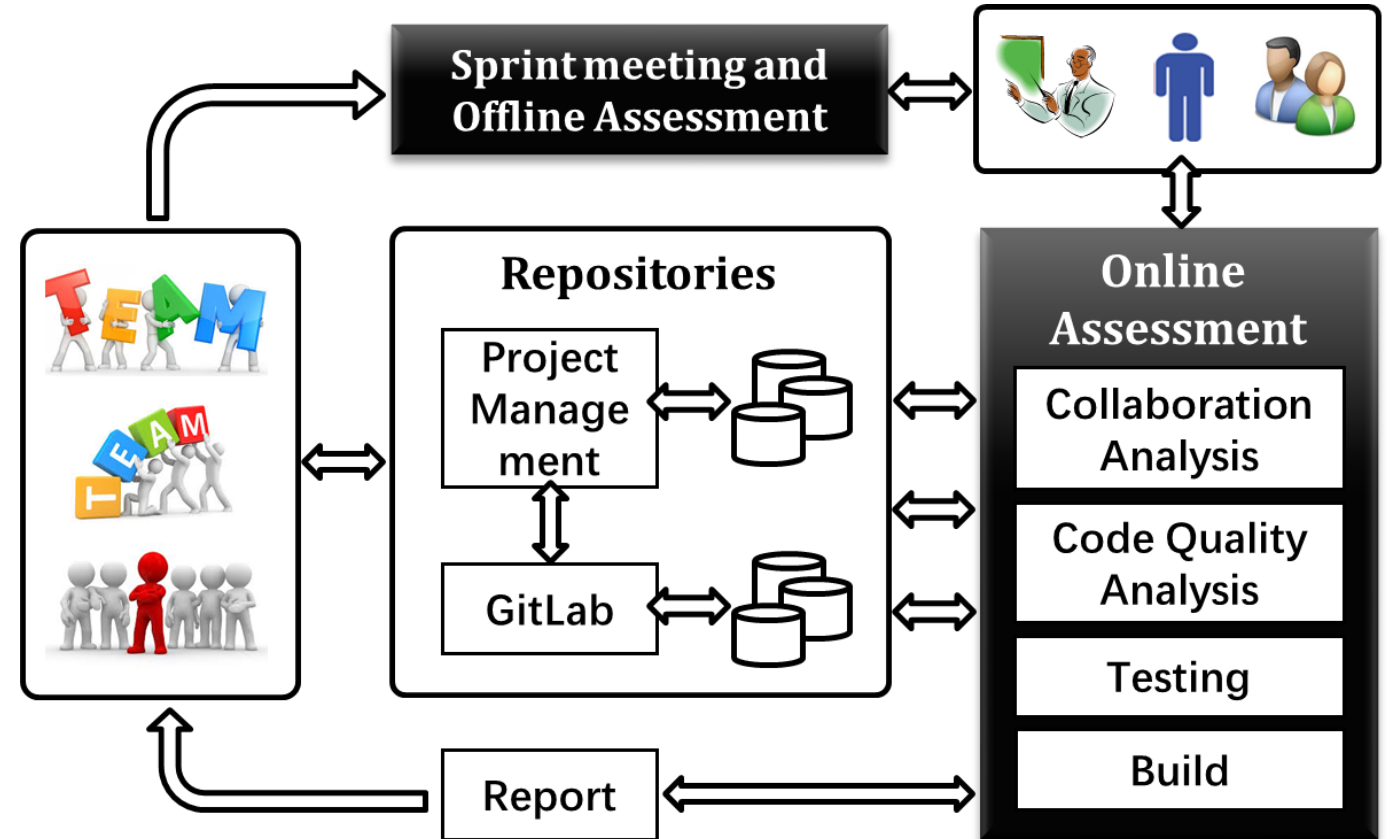 Sprint meeting and
Offline Assessment
TEAM
TEAM
Repositories
Project
Manage
ment
GitLab
Online
Assessment
Collaboration
Analysis
Code Quality
Analysis
Testing
Build
Report